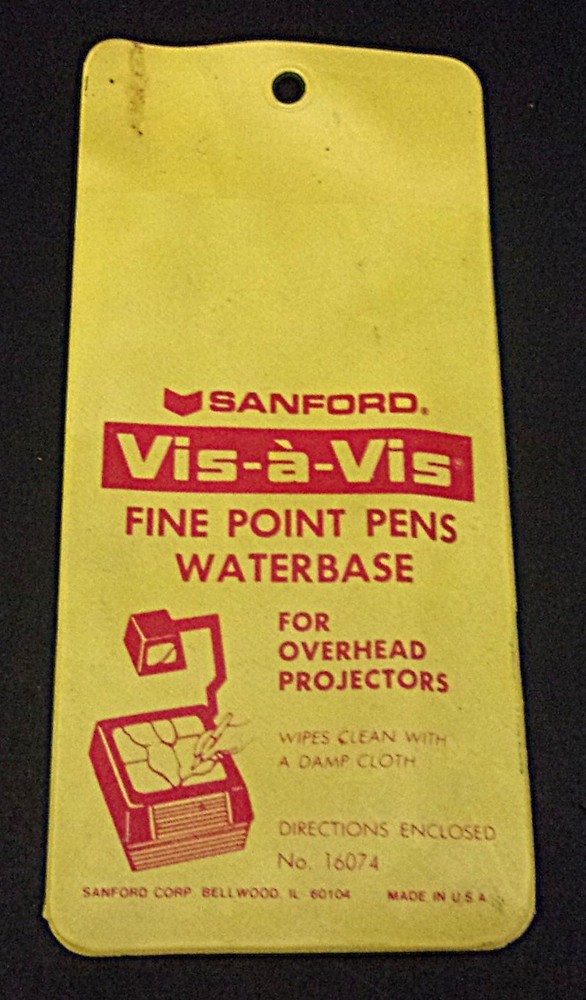 SANFORD®
Vis-à-Vis®
FINE POINT PENS
WATERBASE
FOR
OVERHEAD
PROJECTORS
WIPES CLEAN WITH
A DAMP CLOTH
DIRECTIONS ENCLOSED
No. 16074
SANFORD CORP. BELLWOOD, IL 60104 MADE IN U.S.A.